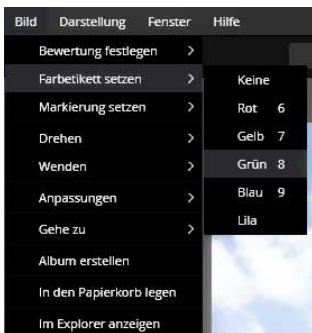 Bild Darstellung Fenster Hilfe
Bewertung festlegen >
Farbetikett setzen >
Markierung setzen >
Drehen >
Wenden >
Anpassungen >
Gehe zu >
Album erstellen
In den Papierkorb legen
Im Explorer anzeigen
Keine
Rot 6
Gelb 7
Grün 8
Blau 9
Lila